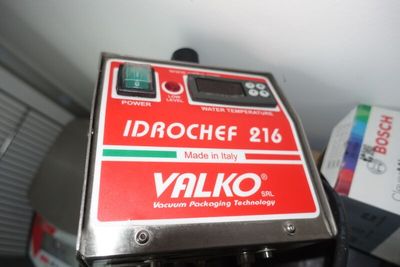 POWER
LOW
LEVEL
WATER TEMPERATURE
IDROCHEF 216
Made in Italy
VALKO®
SRL
Vacuum Packaging Technology
BOSCH